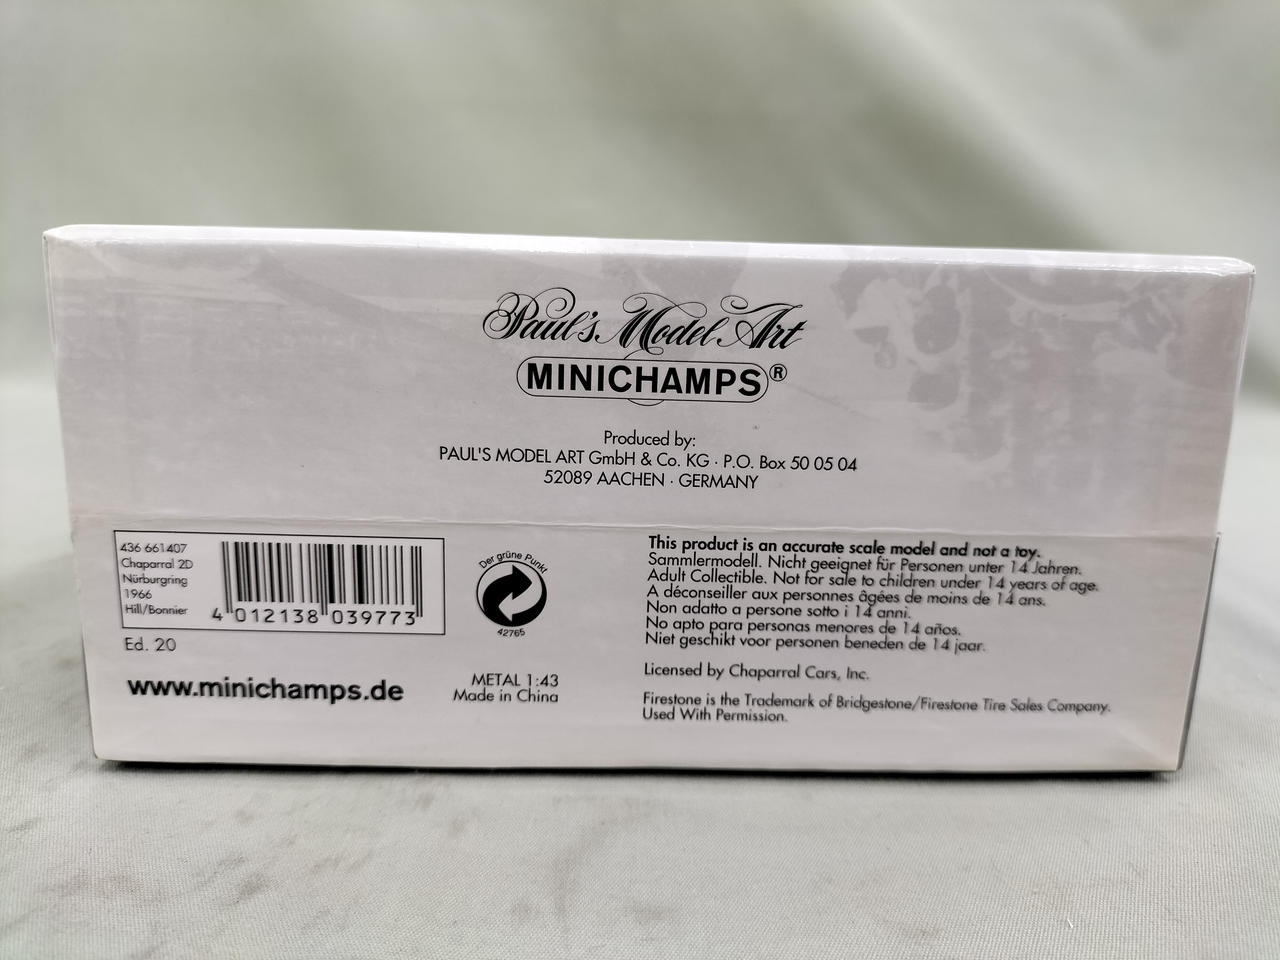 Paul's Model Art
MINICHAMPS®
Produced by:
PAUL'S MODEL ART GmbH & Co. KG · P.O. Box 50 05 04
52089 AACHEN · GERMANY
436 661407
Chaparral 2D
Nürburgring
1966
Hill/Bonnier
4 012138 039773
Ed. 20
www.minichamps.de
Der grüne Punkt
42765
METAL 1:43
Made in China
This product is an accurate scale model and not a toy.
Sammlermodell. Nicht geeignet für Personen unter 14 Jahren.
Adult Collectible. Not for sale to children under 14 years of age.
A déconseiller aux personnes âgées de moins de 14 ans.
Non adatto a persone sotto i 14 anni.
No apto para personas menores de 14 años.
Niet geschikt voor personen beneden de 14 jaar.
Licensed by Chaparral Cars, Inc.
Firestone is the Trademark of Bridgestone/Firestone Tire Sales Company.
Used With Permission.